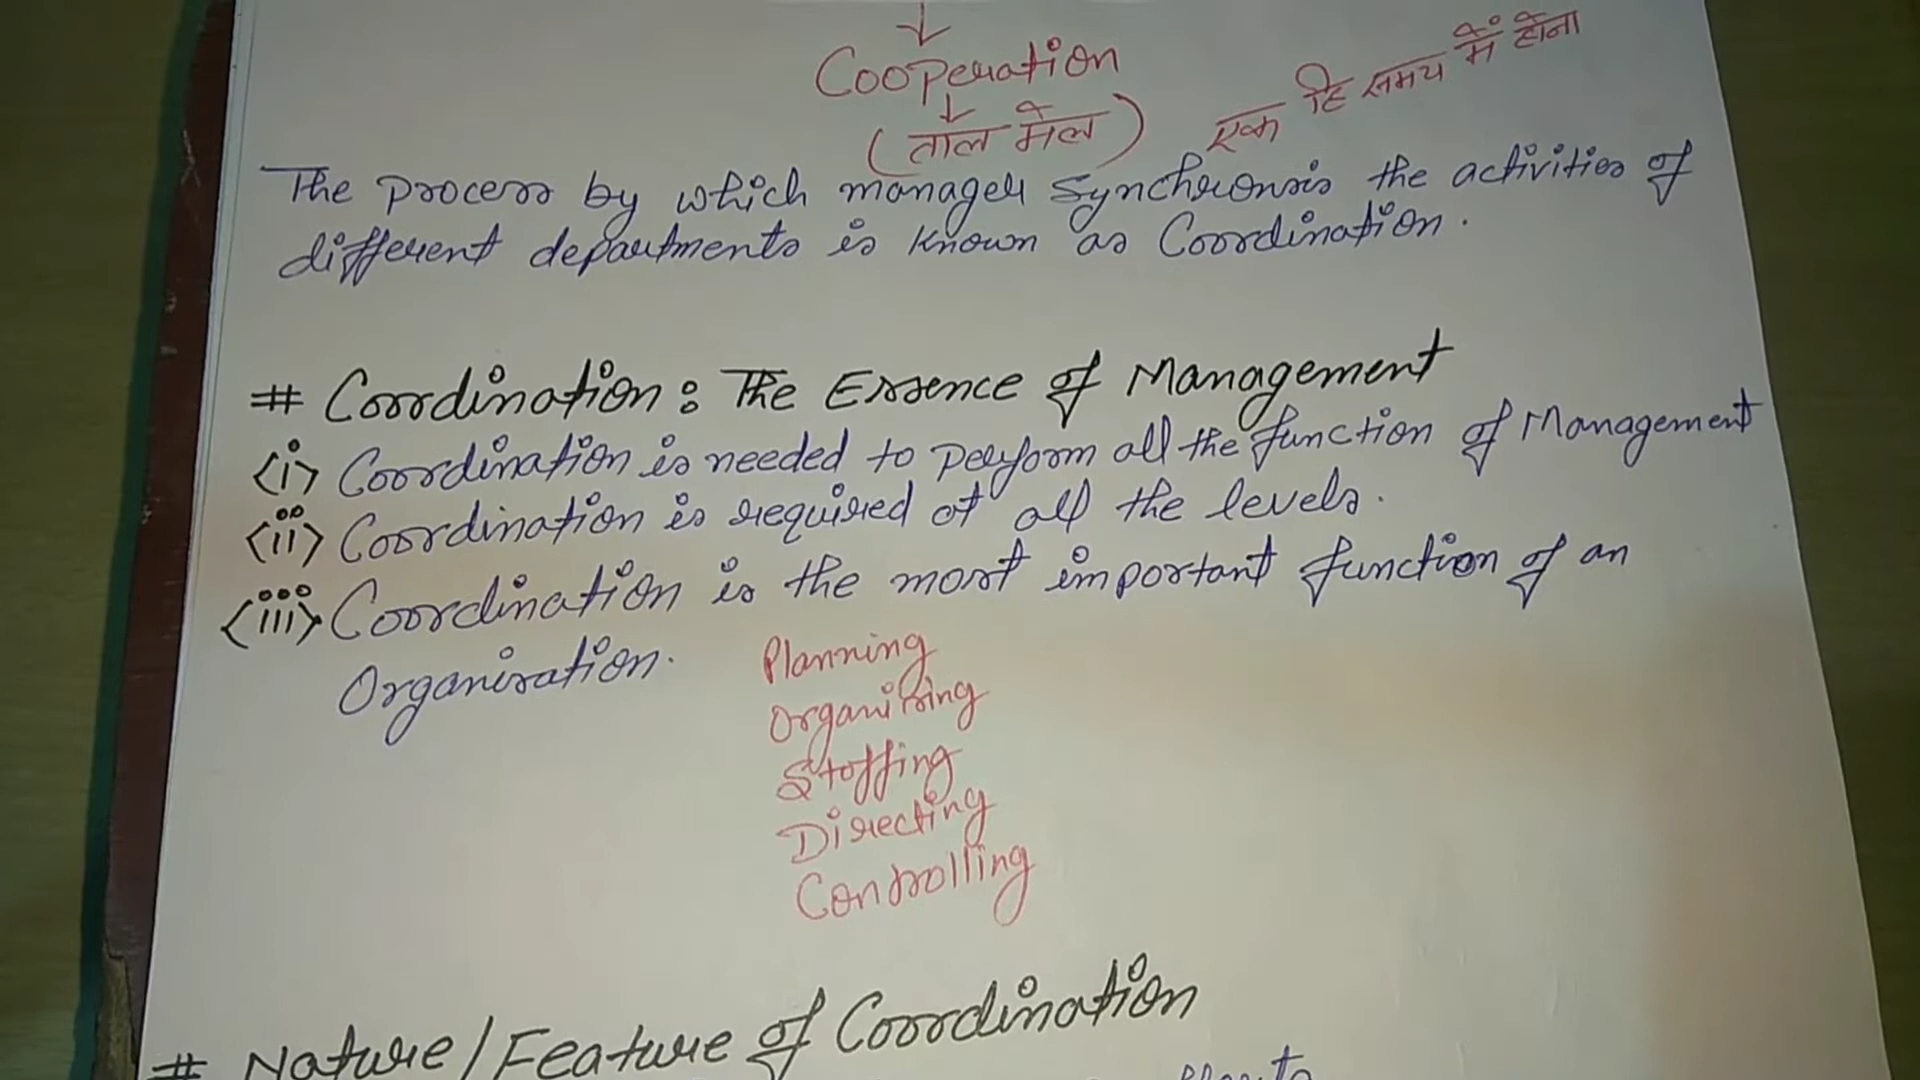 Cooperation
(ताल मेल)
एक हि समय में होना
The process by which manager synchronsis the activities of
different departments is known as Coordination.
# Coordination: The Essence of Management
(i) Coordination is needed to perform all the function of Management
(ii) Coordination is required at all the levels.
(iii) Coordination is the most important function of an
Organisation.
Planning
Organising
Staffing
Directing
Controlling
# Nature/Feature of Coordination